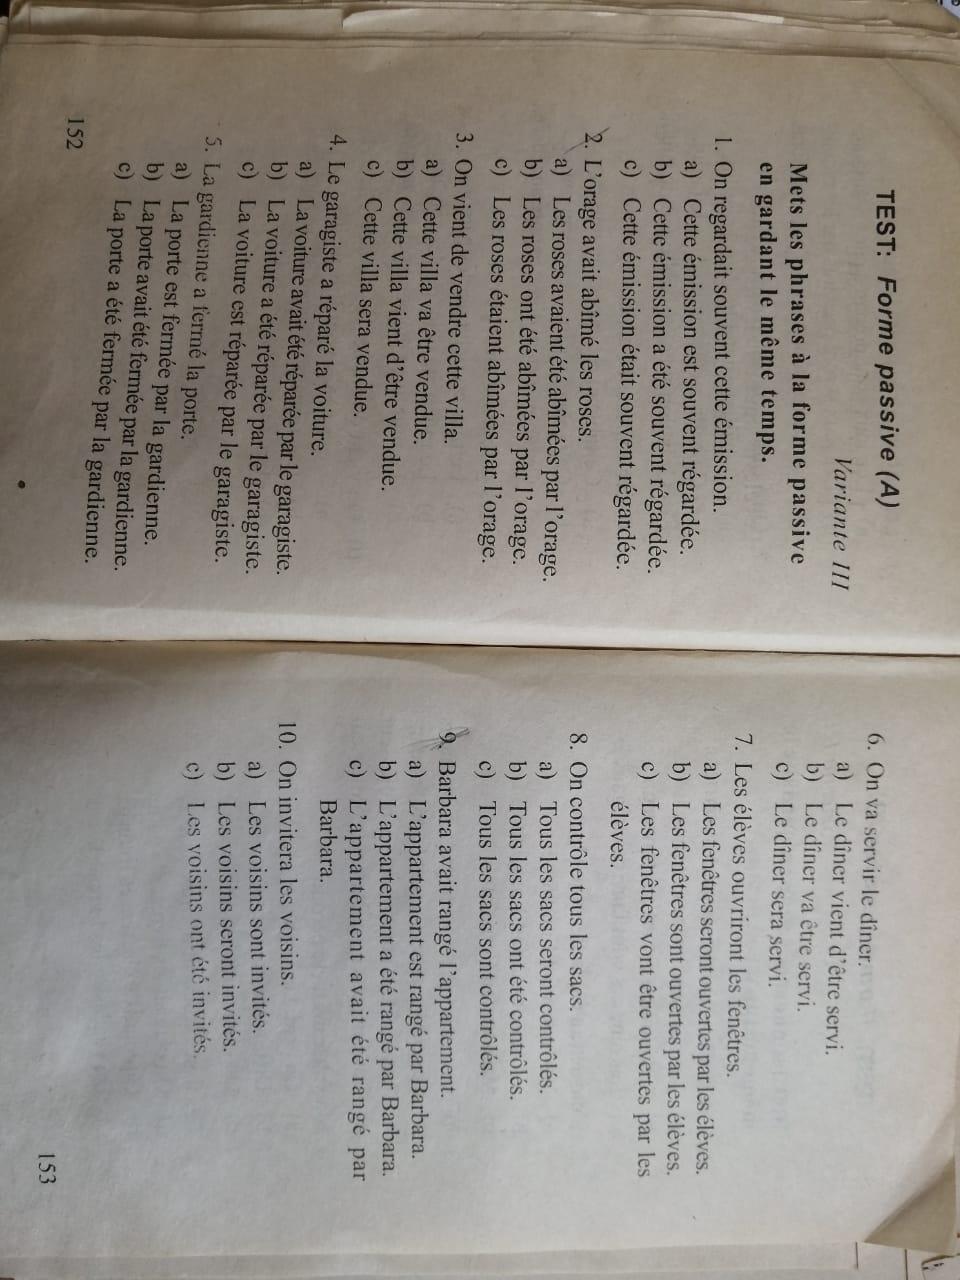 TEST: Forme passive (A)
Variante III
Mets les phrases à la forme passive
en gardant le même temps.
1. On regardait souvent cette émission.
a) Cette émission est souvent régardée.
b) Cette émission a été souvent régardée.
c) Cette émission était souvent régardée.
2. L'orage avait abîmé les roses.
a) Les roses avaient été abîmées par l'orage.
b) Les roses ont été abîmées par l'orage.
c) Les roses étaient abîmées par l'orage.
3. On vient de vendre cette villa.
a) Cette villa va être vendue.
b) Cette villa vient d'être vendue.
c) Cette villa sera vendue.
4. Le garagiste a réparé la voiture.
a) La voiture avait été réparée par le garagiste.
b) La voiture a été réparée par le garagiste.
c) La voiture est réparée par le garagiste.
5. La gardienne a fermé la porte.
a) La porte est fermée par la gardienne.
b) La porte avait été fermée par la gardienne.
c) La porte a été fermée par la gardienne.
152
6. On va servir le dîner.
a) Le dîner vient d'être servi.
b) Le dîner va être servi.
c) Le dîner sera servi.
7. Les élèves ouvriront les fenêtres.
a) Les fenêtres seront ouvertes par les élèves.
b) Les fenêtres sont ouvertes par les élèves.
c) Les fenêtres vont être ouvertes par les
élèves.
8. On contrôle tous les sacs.
a) Tous les sacs seront contrôlés.
b) Tous les sacs ont été contrôlés.
c) Tous les sacs sont contrôlés.
9. Barbara avait rangé l'appartement.
a) L'appartement est rangé par Barbara.
b) L'appartement a été rangé par Barbara.
c) L'appartement avait été rangé par
Barbara.
10. On invitera les voisins.
a) Les voisins sont invités.
b) Les voisins seront invités.
c) Les voisins ont été invités.
153